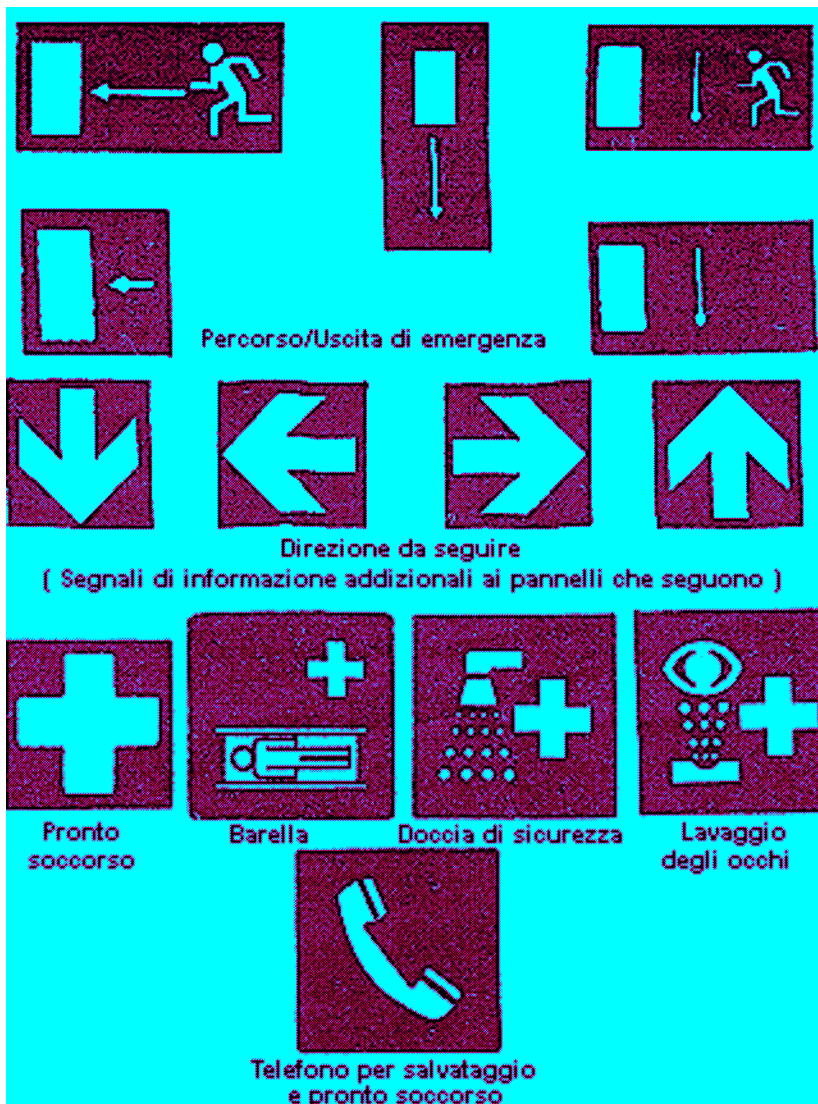 Percorso/Uscita di emergenza
Direzione da seguire
( Segnali di informazione addizionali ai pannelli che seguono )
Pronto
soccorso
Barella
Doccia di sicurezza
Lavaggio
degli occhi
Telefono per salvataggio
e pronto soccorso